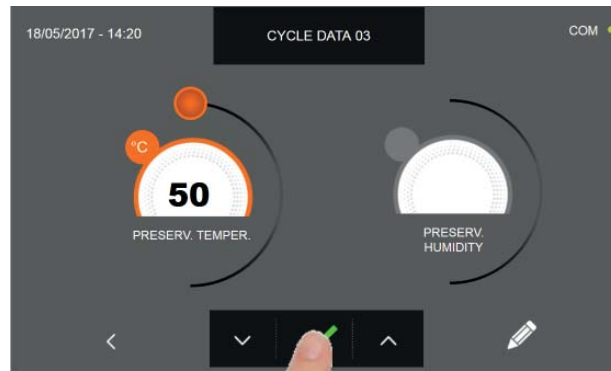 18/05/2017 - 14:20
CYCLE DATA 03
COM
°C
50
PRESERV. TEMPER.
PRESERV.
HUMIDITY